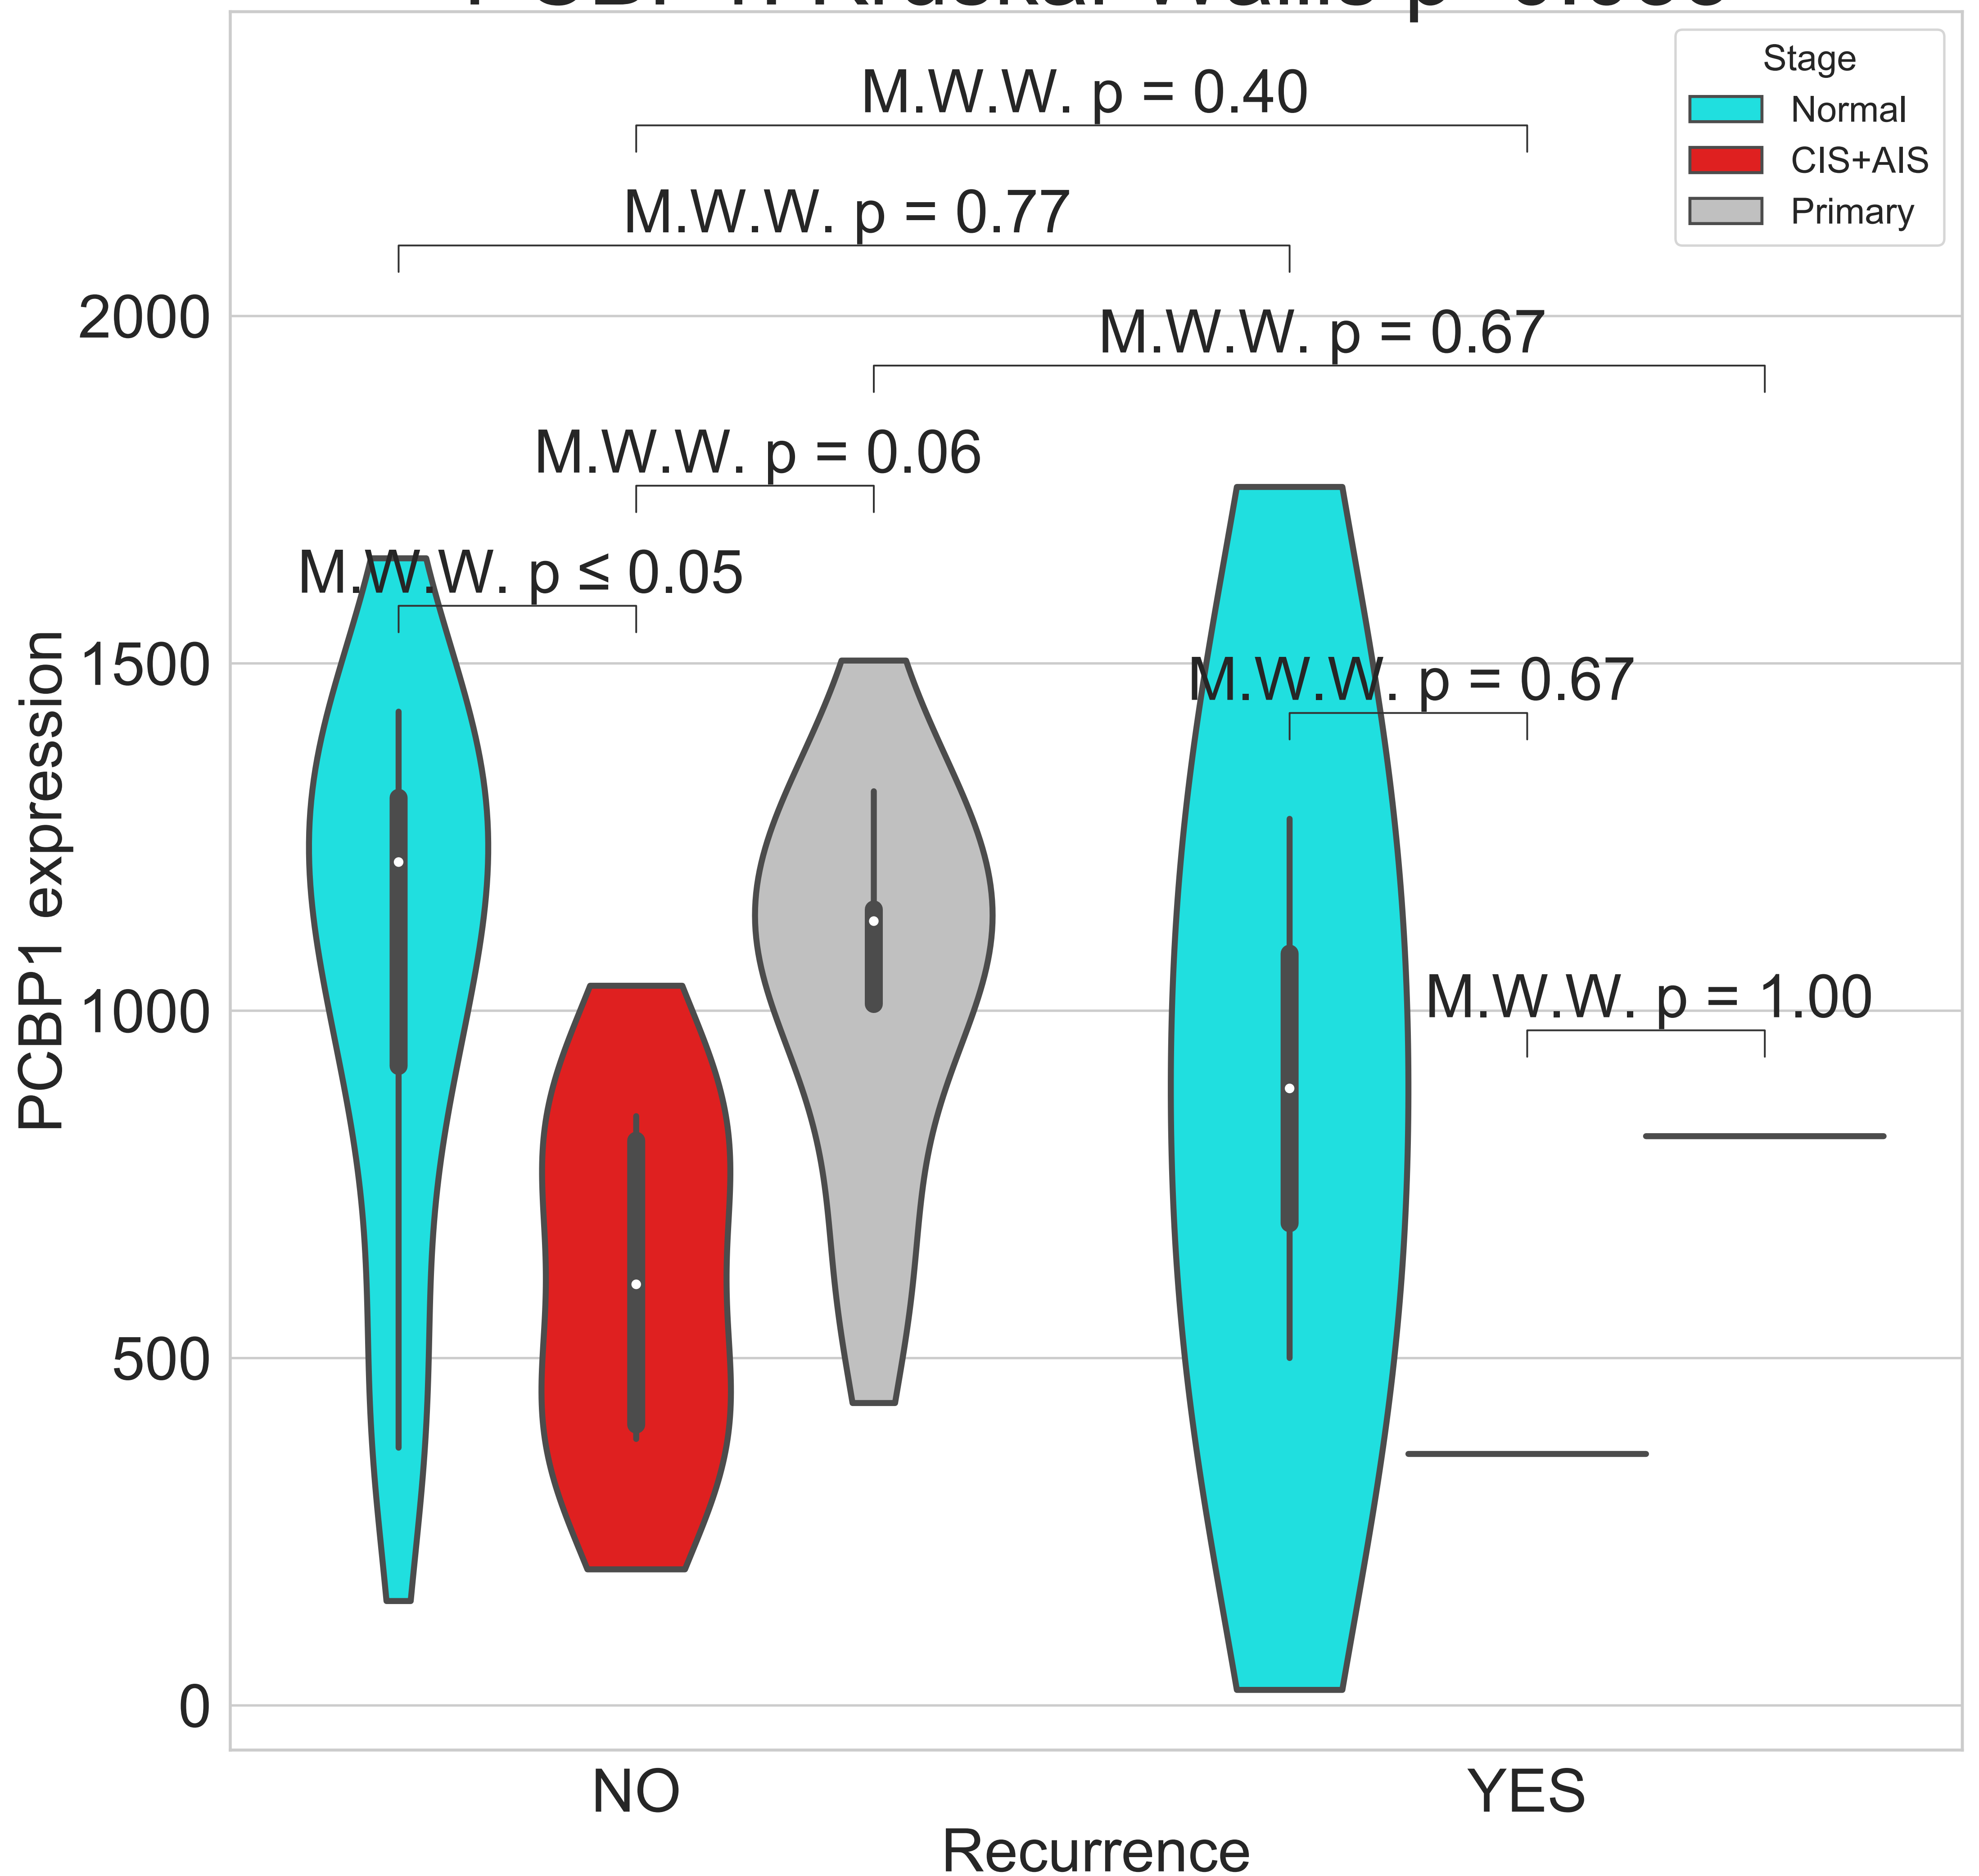 Stage
Normal
CIS+AIS
Primary
M.W.W. p = 0.40
M.W.W. p = 0.77
M.W.W. p = 0.67
M.W.W. p = 0.06
M.W.W. p ≤ 0.05
M.W.W. p = 0.67
M.W.W. p = 1.00
2000
1500
1000
500
0
PCBP1 expression
NO
YES
Recurrence